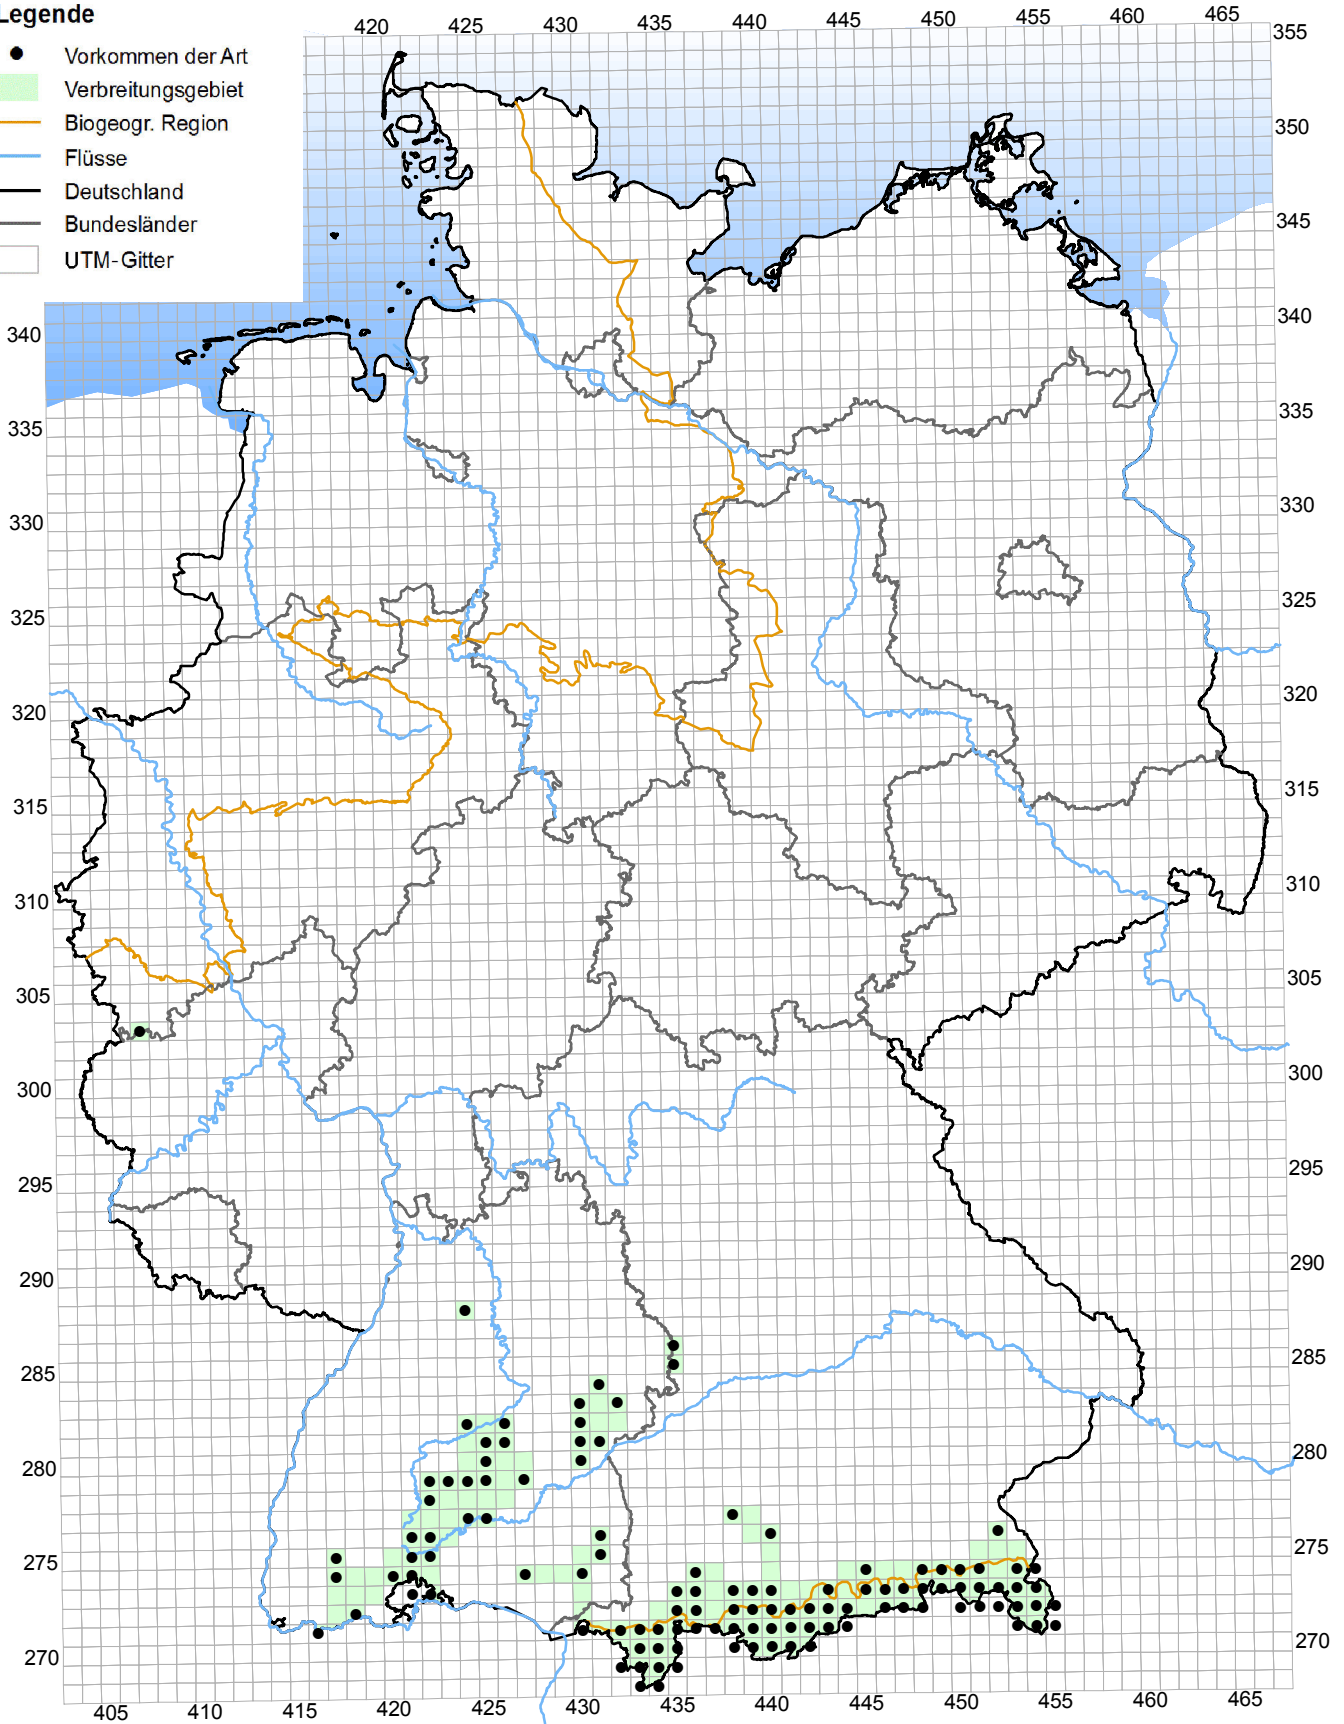 Legende
Vorkommen der Art
Verbreitungsgebiet
Biogeogr. Region
Flüsse
Deutschland
Bundesländer
UTM-Gitter
420 425 430 435 440 445 450 455 460 465
355
350
345
340 340
335 335
330 330
325 325
320 320
315 315
310 310
305 305
300 300
295 295
290 290
285 285
280 280
275 275
270 270
405 410 415 420 425 430 435 440 445 450 455 460 465